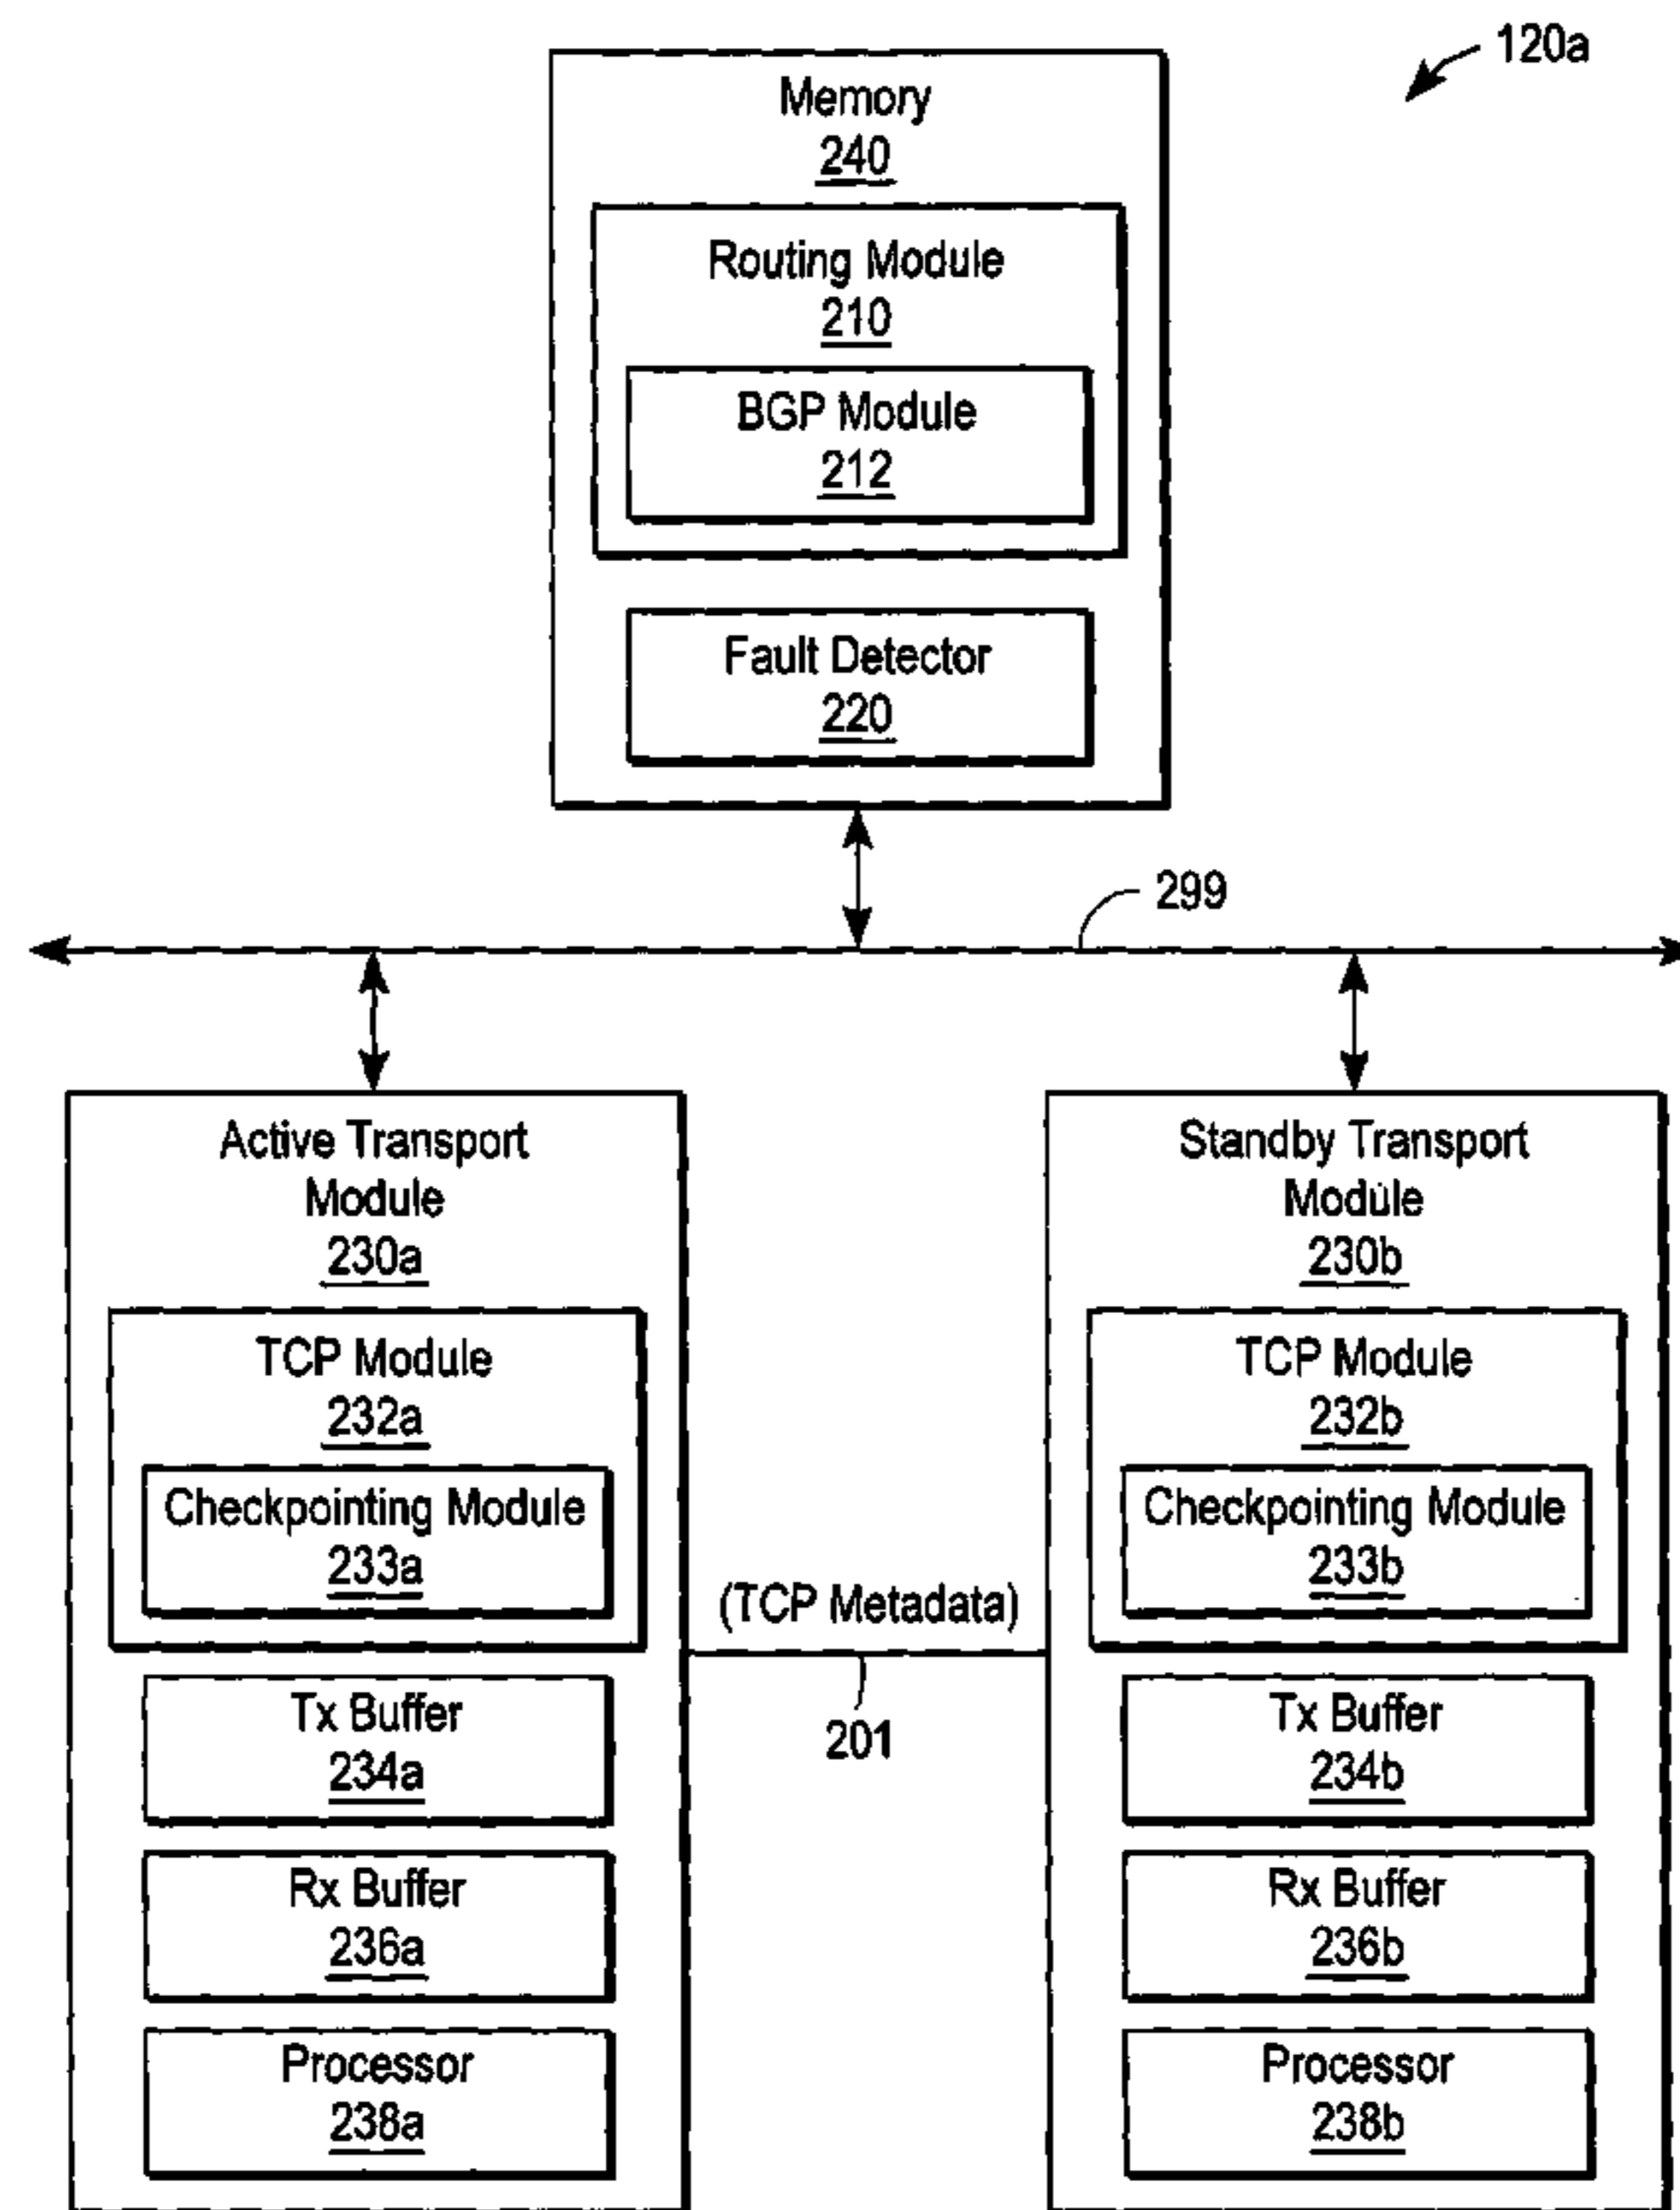 120a
Memory
240
Routing Module
210
BGP Module
212
Fault Detector
220
299
Active Transport
Module
230a
TCP Module
232a
Checkpointing Module
233a
Tx Buffer
234a
Rx Buffer
236a
Processor
238a
(TCP Metadata)
201
Standby Transport
Module
230b
TCP Module
232b
Checkpointing Module
233b
Tx Buffer
234b
Rx Buffer
236b
Processor
238b